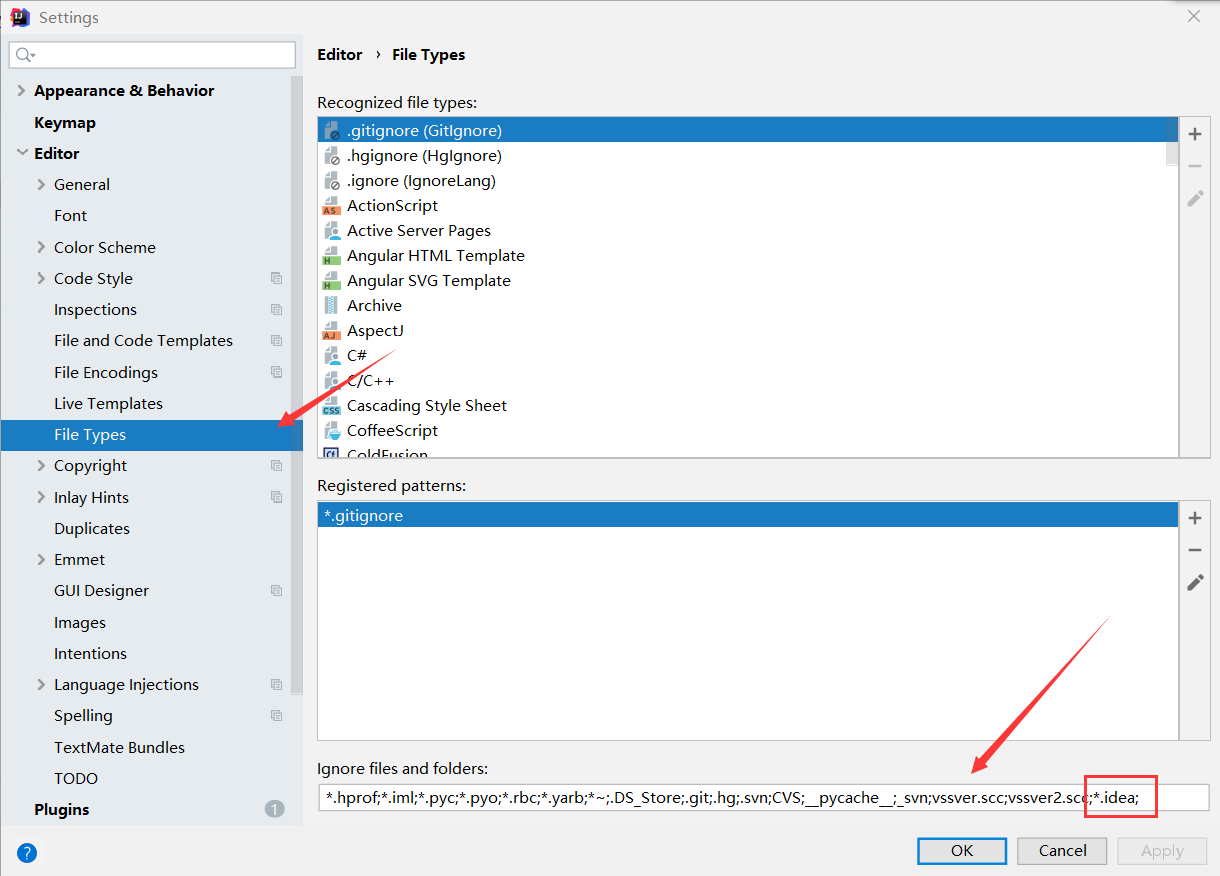 Settings
Appearance & Behavior
Keymap
Editor
General
Font
Color Scheme
Code Style
Inspections
File and Code Templates
File Encodings
Live Templates
File Types
Copyright
Inlay Hints
Duplicates
Emmet
GUI Designer
Images
Intentions
Language Injections
Spelling
TextMate Bundles
TODO
Plugins 1
?
Editor › File Types
Recognized file types:
.gitignore (GitIgnore)
.hgignore (HgIgnore)
.ignore (IgnoreLang)
AS ActionScript
Active Server Pages
H Angular HTML Template
H Angular SVG Template
Archive
AJ AspectJ
C#
C/C++
CSS Cascading Style Sheet
CoffeeScript
Cf ColdFusion
Registered patterns:
*.gitignore
Ignore files and folders:
*.hprof;*.iml;*.pyc;*.pyo;*.rbc;*.yarb;*~;.DS_Store;.git;.hg;.svn;CVS;__pycache__;_svn;vssver.scc;vssver2.scc;*.idea;
OK Cancel Apply